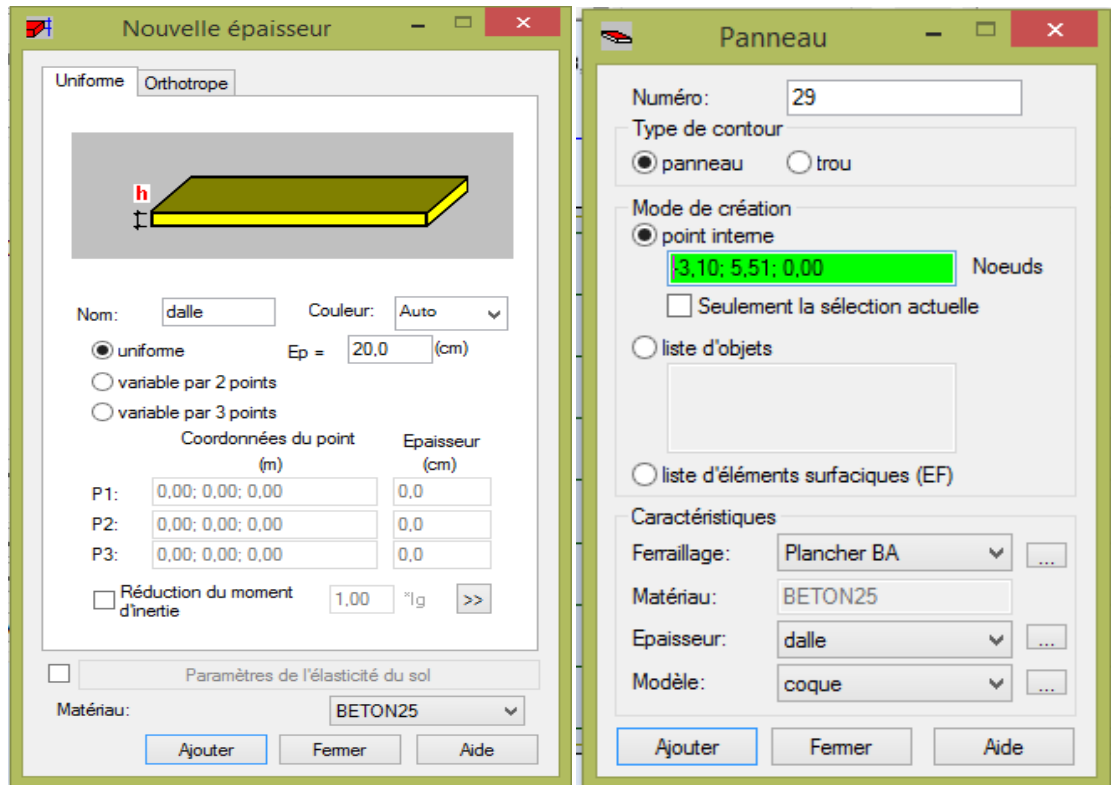 Nouvelle épaisseur
Uniforme Orthotrope
h
Nom: dalle Couleur: Auto
uniforme Ep = 20,0 (cm)
variable par 2 points
variable par 3 points
Coordonnées du point Epaisseur
(m) (cm)
P1: 0,00; 0,00; 0,00 0,0
P2: 0,00; 0,00; 0,00 0,0
P3: 0,00; 0,00; 0,00 0,0
Réduction du moment
d'inertie 1,00 *Ig >>
Paramètres de l'élasticité du sol
Matériau: BETON25
Ajouter Fermer Aide
Panneau
Numéro: 29
Type de contour
panneau trou
Mode de création
point interne
-3,10; 5,51; 0,00 Noeuds
Seulement la sélection actuelle
liste d'objets
liste d'éléments surfaciques (EF)
Caractéristiques
Ferraillage: Plancher BA ...
Matériau: BETON25
Epaisseur: dalle ...
Modèle: coque ...
Ajouter Fermer Aide